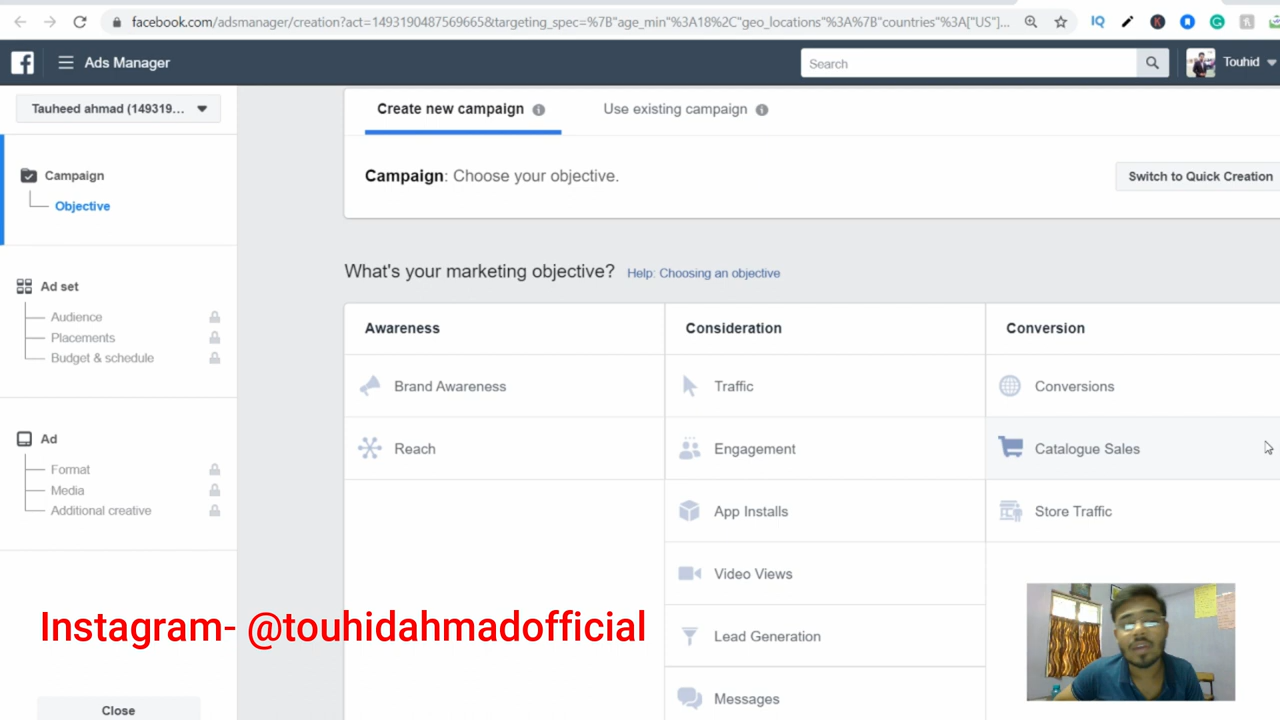 facebook.com/adsmanager/creation?act=1493190487569665&targeting_spec=%7B"age_min"%3A18%2C"geo_locations"%3A%7B"countries"%3A["US"]...
Ads Manager
Search
Touhid
Tauheed ahmad (149319...
Create new campaign
Use existing campaign
Campaign
Objective
Campaign: Choose your objective.
Switch to Quick Creation
What's your marketing objective?
Help: Choosing an objective
Ad set
Audience
Placements
Budget & schedule
Ad
Format
Media
Additional creative
Close
Awareness
Brand Awareness
Reach
Consideration
Traffic
Engagement
App Installs
Video Views
Lead Generation
Messages
Conversion
Conversions
Catalogue Sales
Store Traffic
Instagram- @touhidahmadofficial